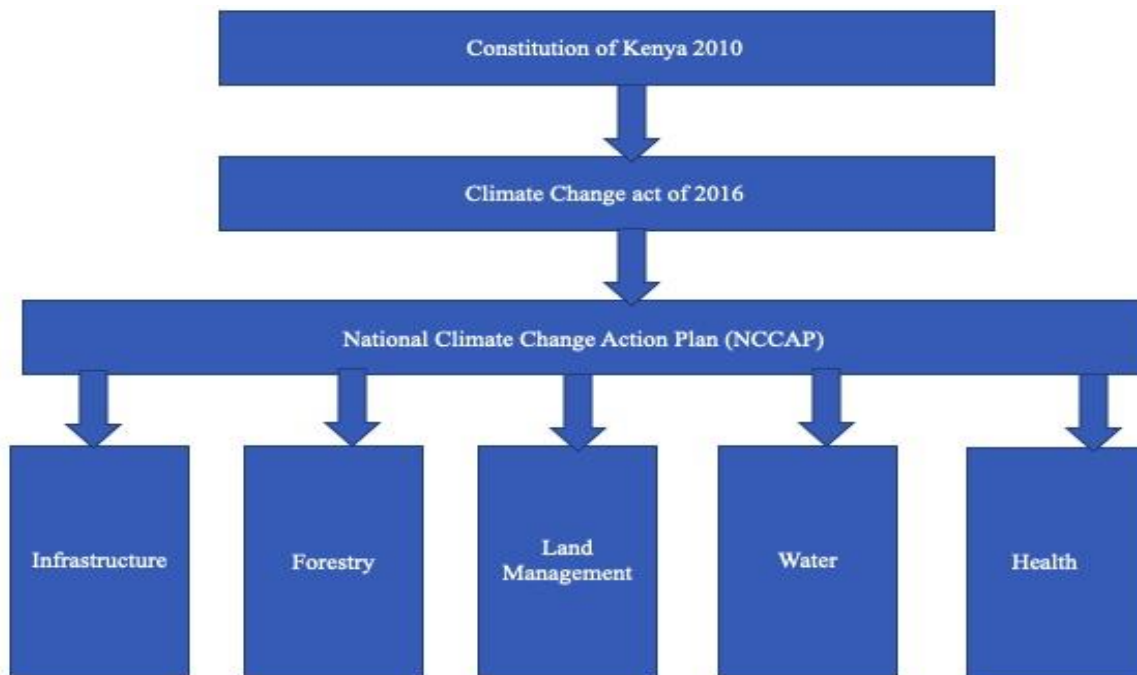 Constitution of Kenya 2010
Climate Change act of 2016
National Climate Change Action Plan (NCCAP)
Infrastructure
Forestry
Land
Management
Water
Health